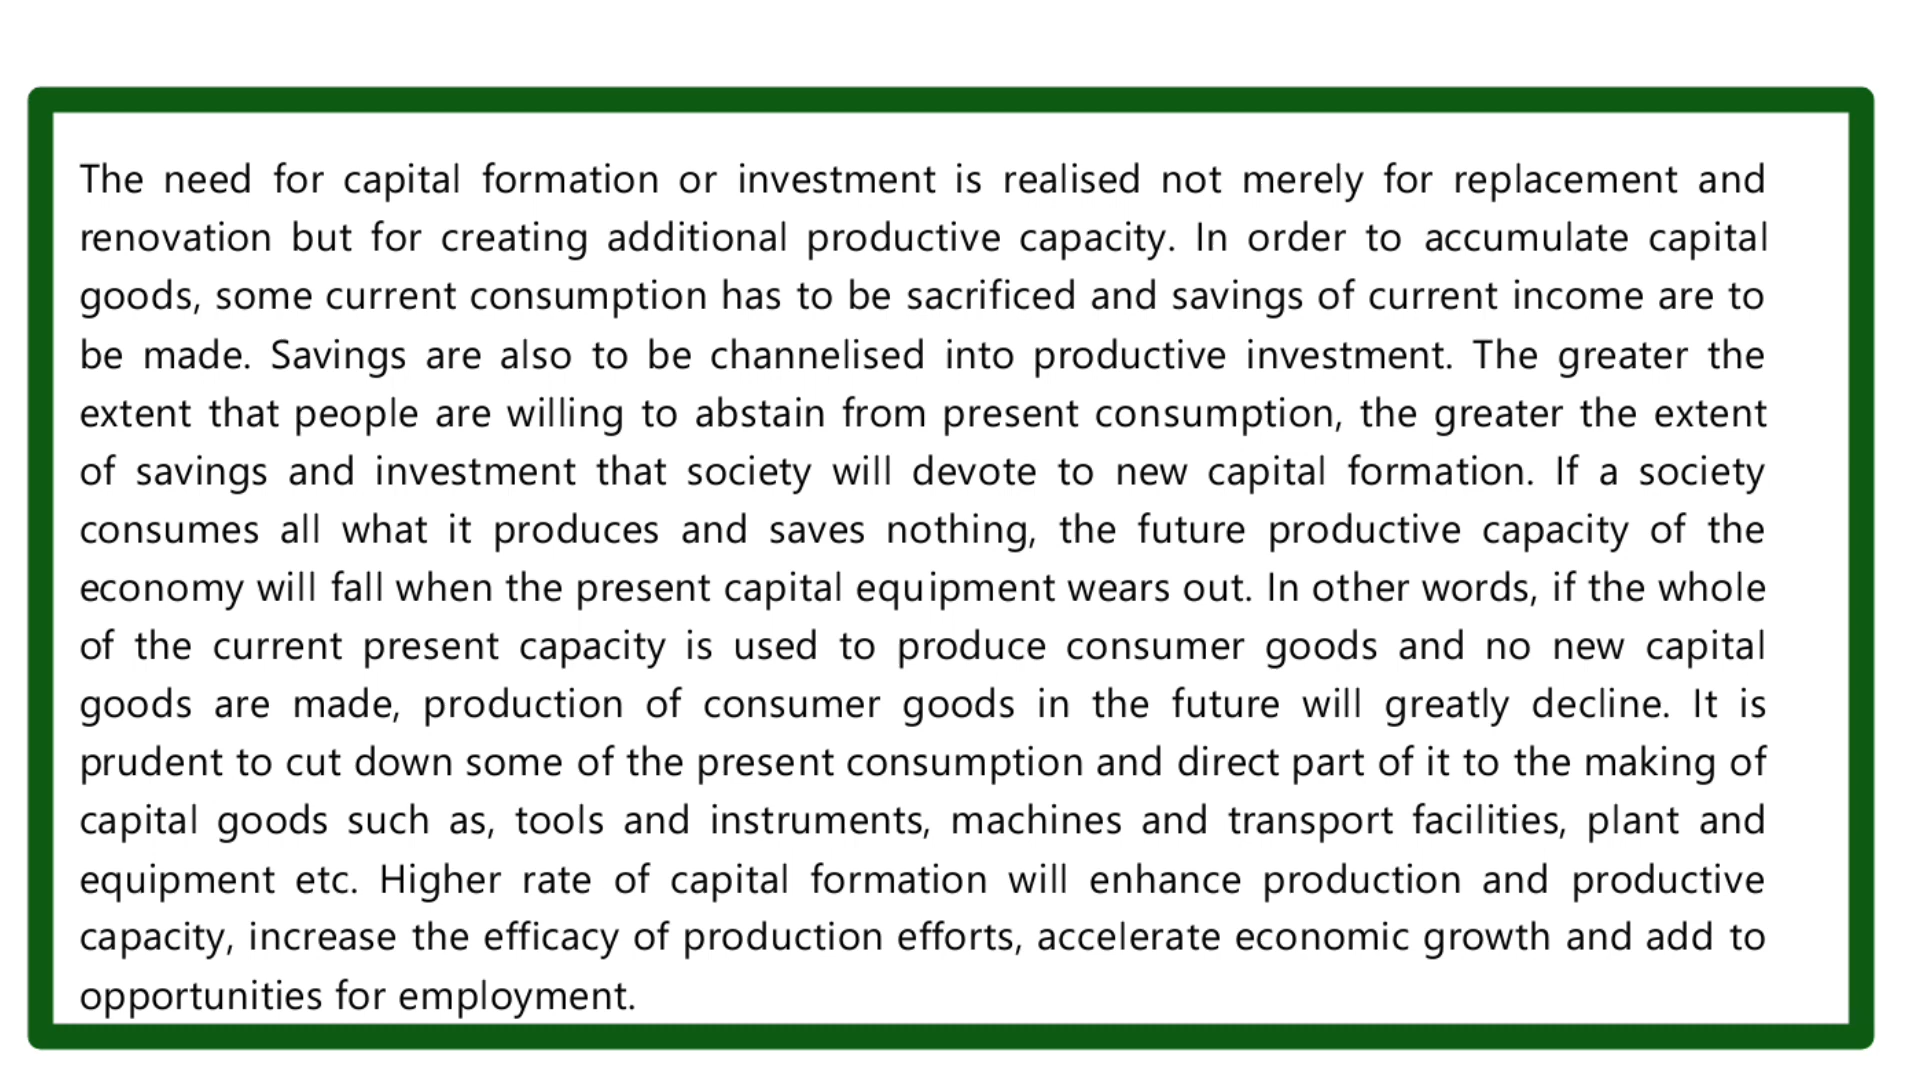 The need for capital formation or investment is realised not merely for replacement and
renovation but for creating additional productive capacity. In order to accumulate capital
goods, some current consumption has to be sacrificed and savings of current income are to
be made. Savings are also to be channelised into productive investment. The greater the
extent that people are willing to abstain from present consumption, the greater the extent
of savings and investment that society will devote to new capital formation. If a society
consumes all what it produces and saves nothing, the future productive capacity of the
economy will fall when the present capital equipment wears out. In other words, if the whole
of the current present capacity is used to produce consumer goods and no new capital
goods are made, production of consumer goods in the future will greatly decline. It is
prudent to cut down some of the present consumption and direct part of it to the making of
capital goods such as, tools and instruments, machines and transport facilities, plant and
equipment etc. Higher rate of capital formation will enhance production and productive
capacity, increase the efficacy of production efforts, accelerate economic growth and add to
opportunities for employment.